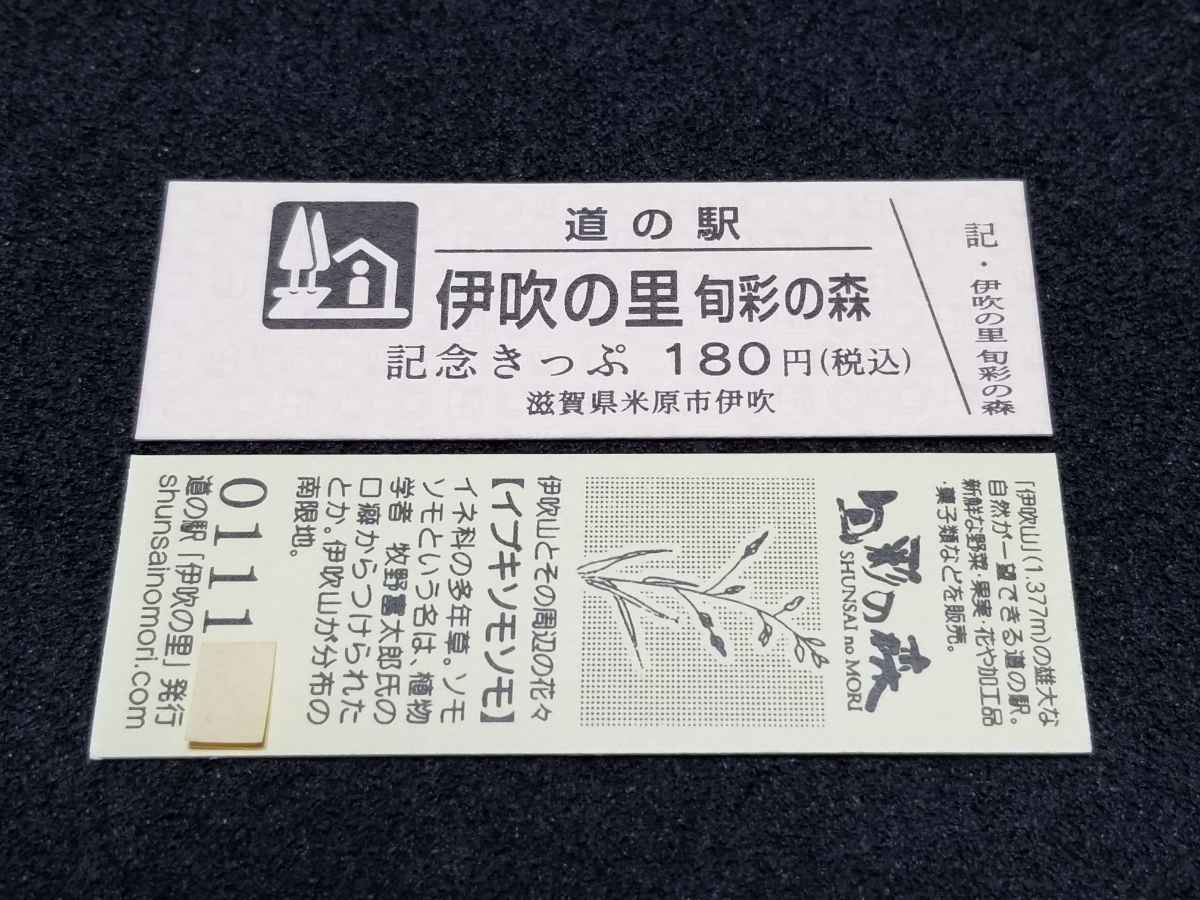 道の駅
伊吹の里 旬彩の森
記念きっぷ 180円(税込)
滋賀県米原市伊吹
記・伊吹の里 旬彩の森
「伊吹山」(1.377m)の雄大な
自然が一望できる道の駅。
新鮮な野菜・果実・花や加工品
・菓子類などを販売。
旬彩の森
SHUNSAI no MORI
伊吹山とその周辺の花々
【イブキソモソモ】
イネ科の多年草。ソモ
ソモという名は、植物
学者 牧野富太郎氏の
口癖からつけられた
とか。伊吹山が分布の
南限地。
0111
道の駅「伊吹の里」発行
shunsainomori.com